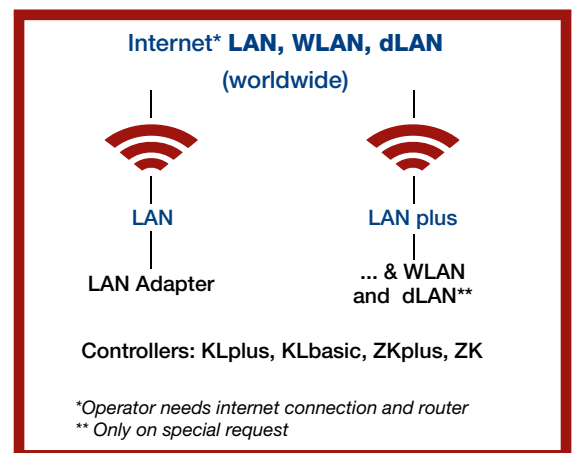 Internet* LAN, WLAN, dLAN
(worldwide)
LAN
LAN plus
LAN Adapter
... & WLAN
and dLAN**
Controllers: KLplus, KLbasic, ZKplus, ZK
*Operator needs internet connection and router
** Only on special request